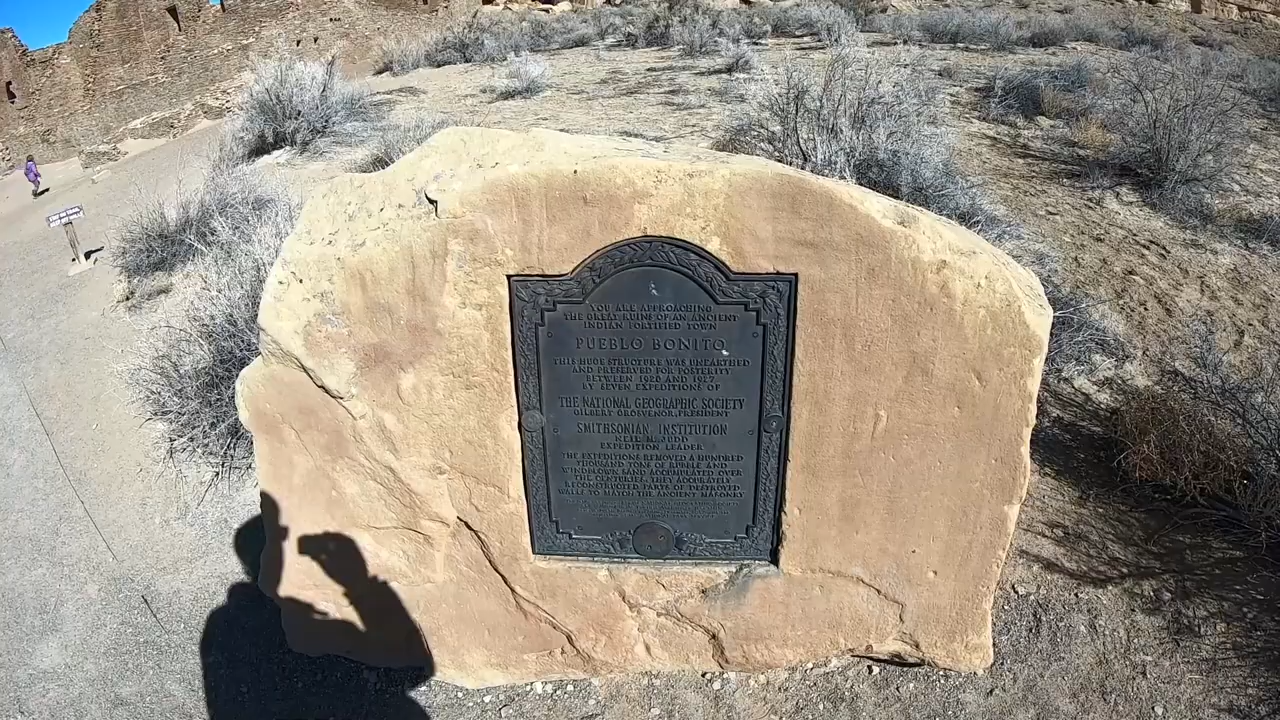 YOU ARE APPROACHING
THE GREAT RUINS OF AN ANCIENT
INDIAN FORTIFIED TOWN
PUEBLO BONITO
THIS HUGE STRUCTURE WAS UNEARTHED
AND PRESERVED FOR POSTERITY
BETWEEN 1920 AND 1927
BY SEVEN EXPEDITIONS OF
THE NATIONAL GEOGRAPHIC SOCIETY
GILBERT GROSVENOR, PRESIDENT
SMITHSONIAN INSTITUTION
NEIL M. JUDD
EXPEDITION LEADER
THE EXPEDITIONS REMOVED A HUNDRED
THOUSAND TONS OF RUBBLE AND
WINDBLOWN SAND ACCUMULATED OVER
THE CENTURIES. THEY ACCURATELY
RECONSTRUCTED PARTS OF DESTROYED
WALLS TO MATCH THE ANCIENT MASONRY